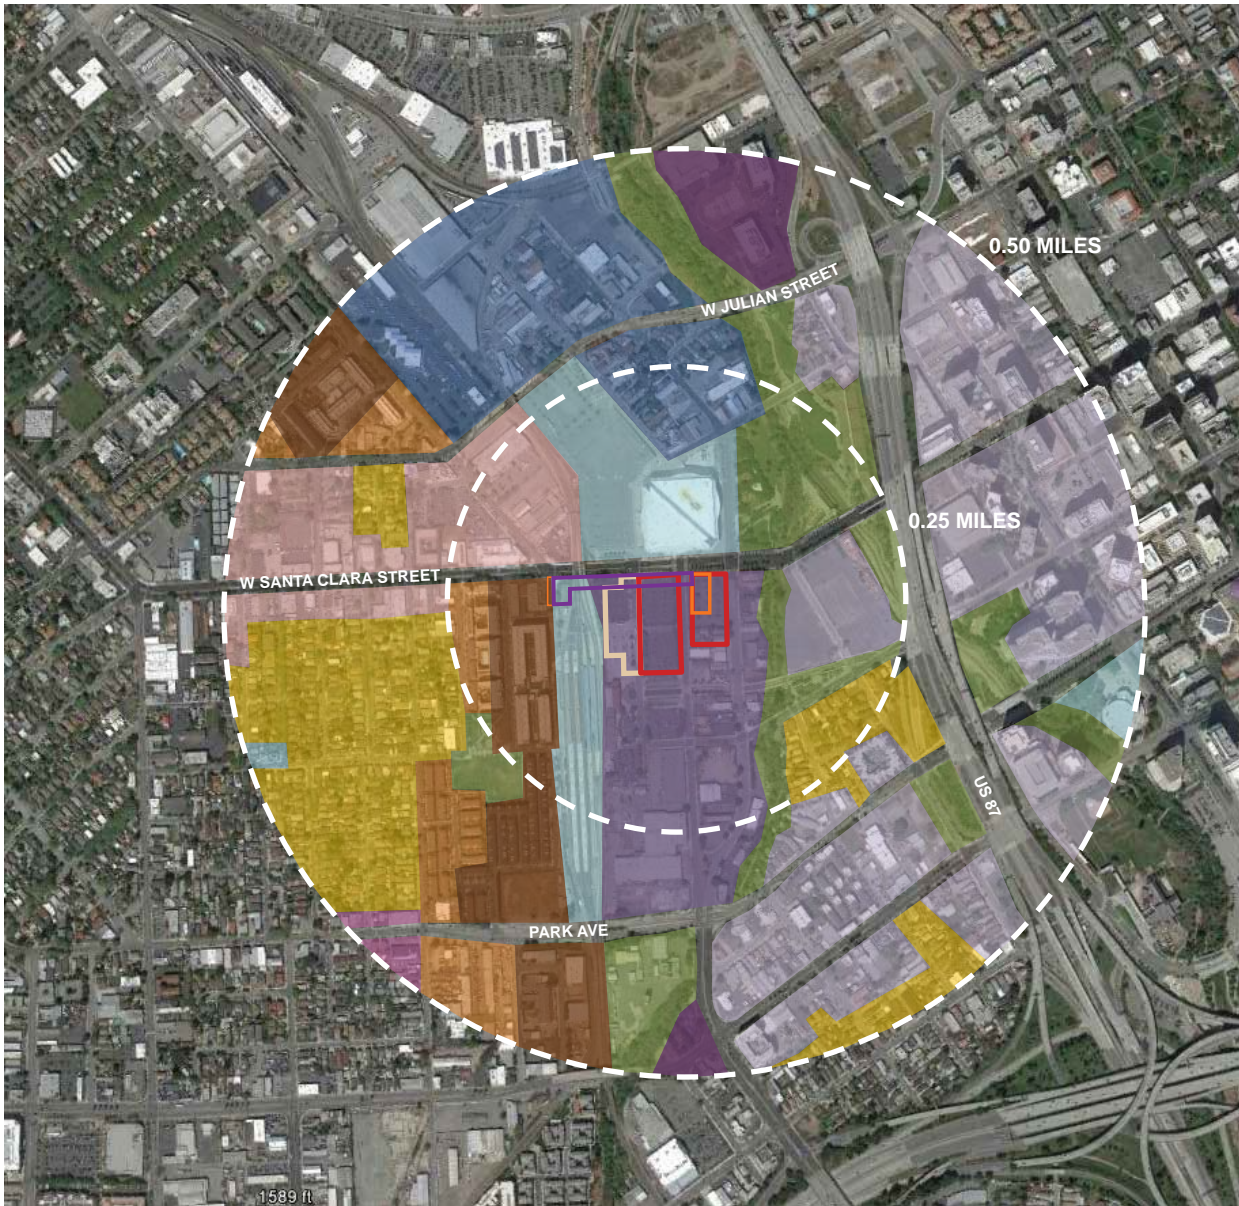 0.50 MILES
W JULIAN STREET
0.25 MILES
W SANTA CLARA STREET
US 87
PARK AVE
1589 ft